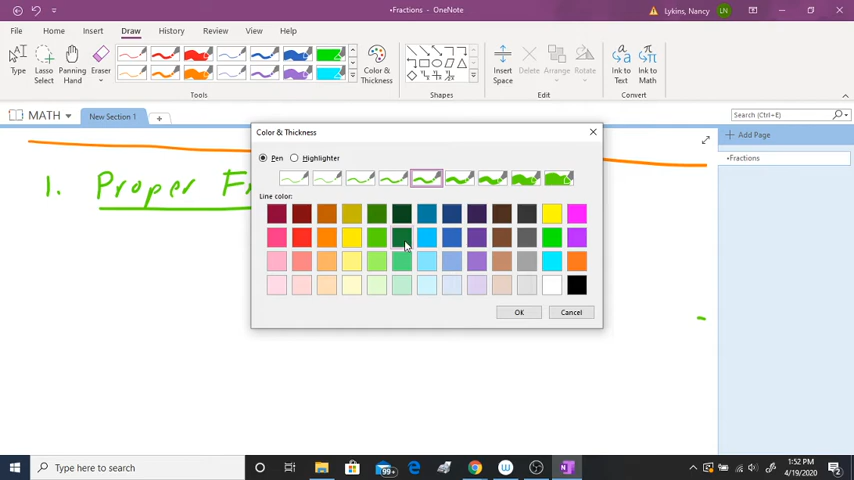 •Fractions - OneNote
Lykins, Nancy LN
File Home Insert Draw History Review View Help
Type Lasso Select Panning Hand Eraser Color & Thickness Insert Space Delete Arrange Rotate Ink to Text Ink to Math
Tools Shapes Edit Convert
MATH New Section 1 Search (Ctrl+E)
Add Page
•Fractions
Color & Thickness
Pen Highlighter
Line color:
OK Cancel
1. Proper
Type here to search
99+
1:52 PM
4/19/2020